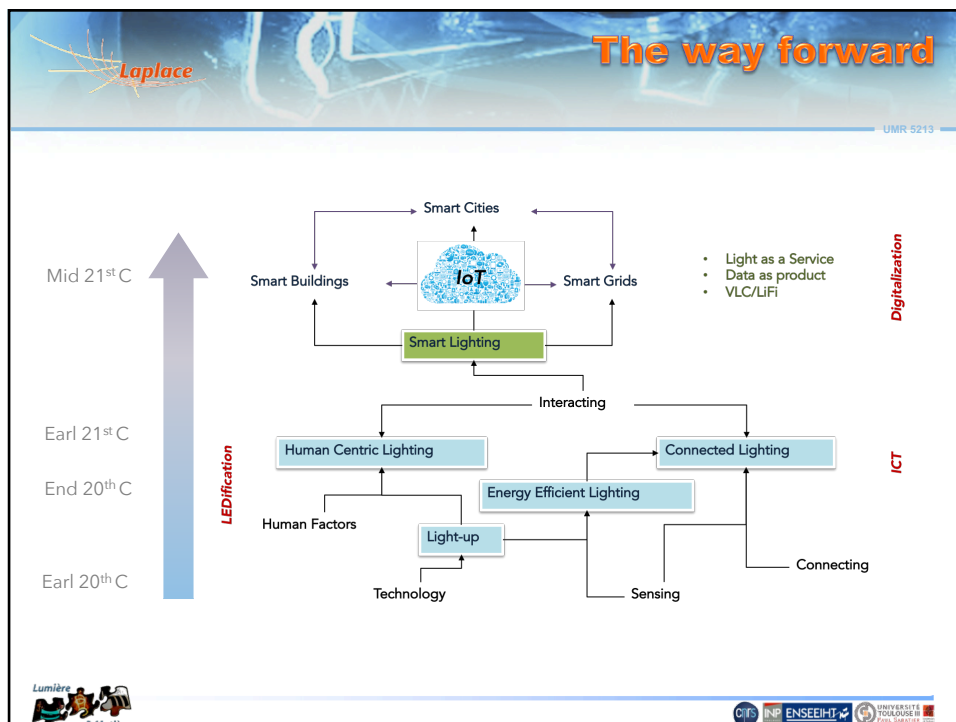 The way forward
Laplace
UMR 5213
Smart Cities
Mid 21st C
Smart Buildings
IoT
Smart Grids
• Light as a Service
• Data as product
• VLC/LiFi
Digitalization
Smart Lighting
Interacting
Earl 21st C
Human Centric Lighting
Connected Lighting
LEDification
ICT
End 20th C
Energy Efficient Lighting
Human Factors
Light-up
Connecting
Earl 20th C
Technology
Sensing
Lumière
cnrs
INP ENSEEIHT
UNIVERSITÉ
TOULOUSE III
PAUL SABATIER